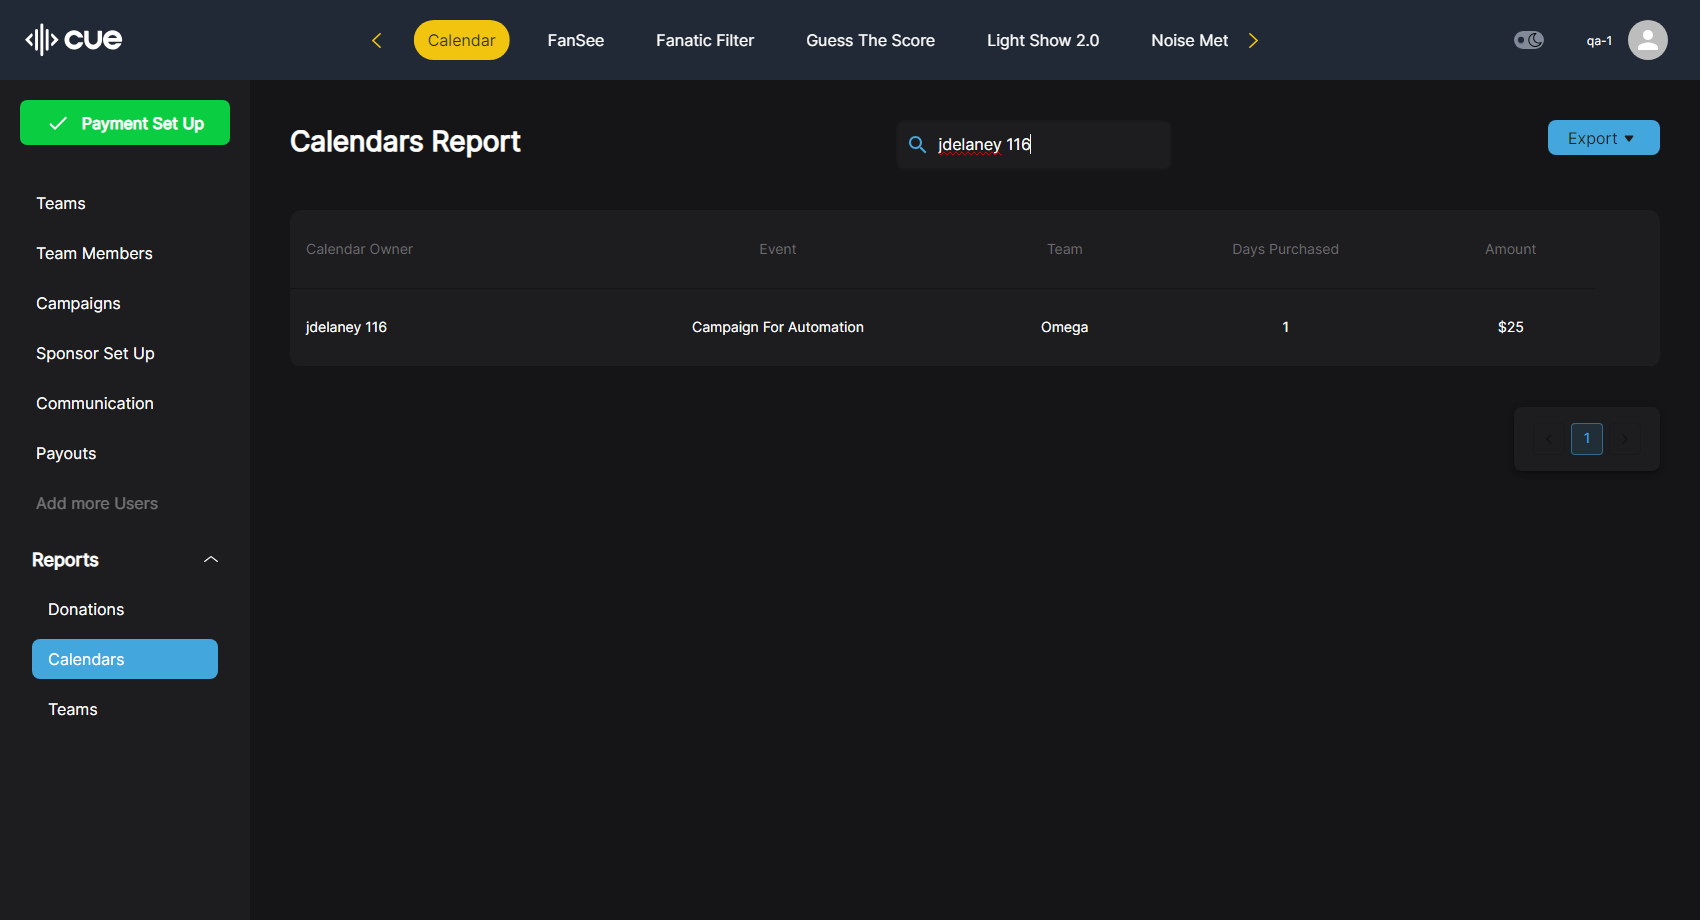 cue
Calendar FanSee Fanatic Filter Guess The Score Light Show 2.0 Noise Met
qa-1
Payment Set Up
Teams
Team Members
Campaigns
Sponsor Set Up
Communication
Payouts
Add more Users
Reports
Donations
Calendars
Teams
Calendars Report
jdelaney 116
Export
Calendar Owner Event Team Days Purchased Amount
jdelaney 116 Campaign For Automation Omega 1 $25
1